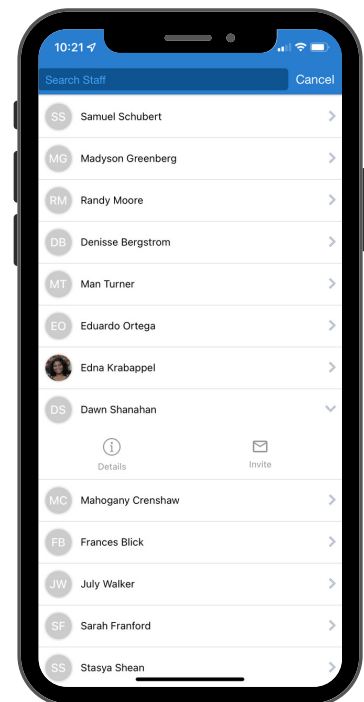 10:21
Search Staff Cancel
SS Samuel Schubert
MG Madyson Greenberg
RM Randy Moore
DB Denisse Bergstrom
MT Man Turner
EO Eduardo Ortega
Edna Krabappel
DS Dawn Shanahan
Details Invite
MC Mahogany Crenshaw
FB Frances Blick
JW July Walker
SF Sarah Franford
SS Stasya Shean